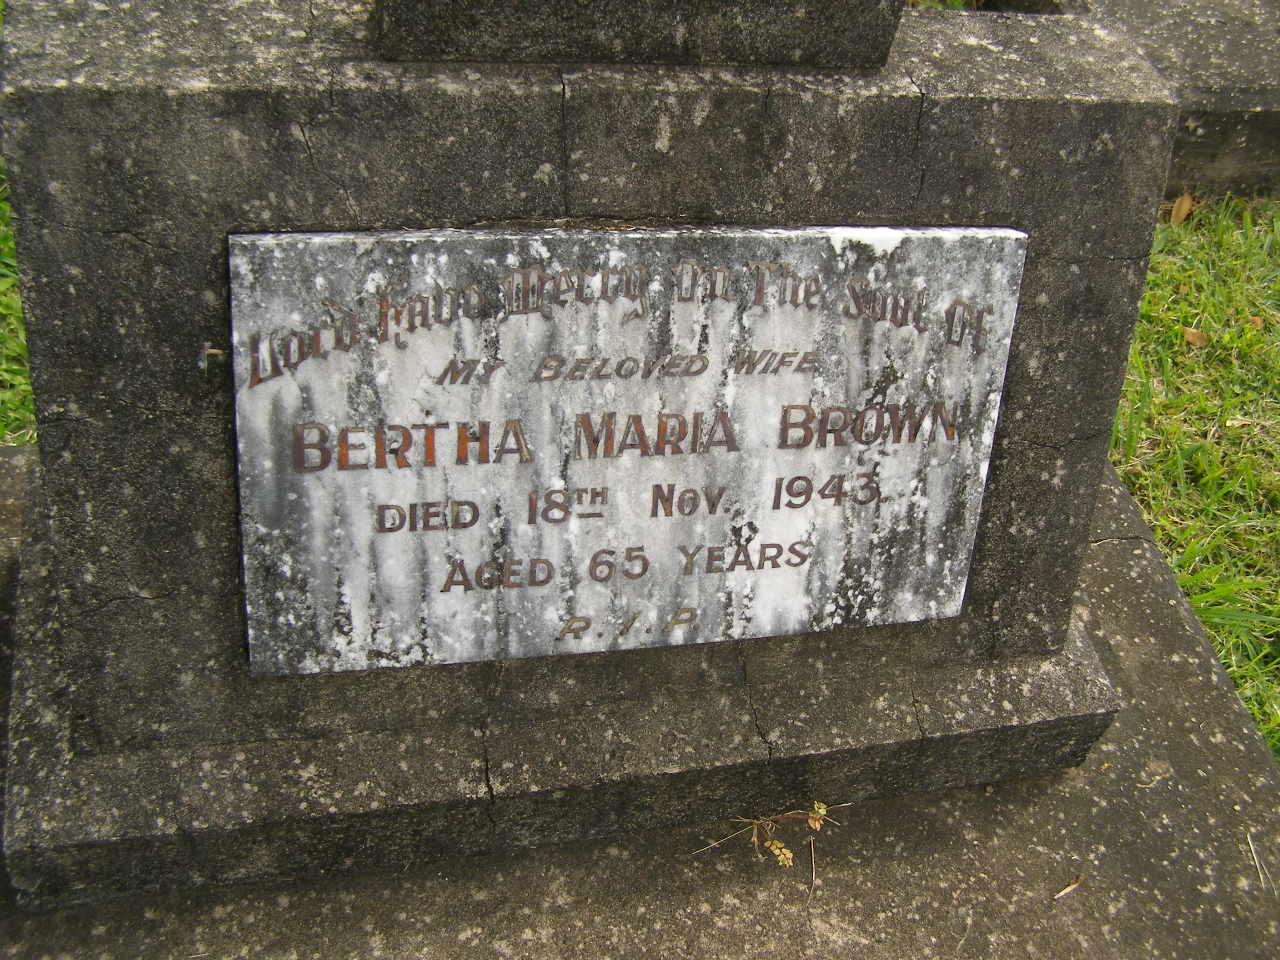 Lord Have Mercy On The Soul Of
MY BELOVED WIFE
BERTHA MARIA BROWN
DIED 18TH NOV. 1943.
AGED 65 YEARS
R.I.P.